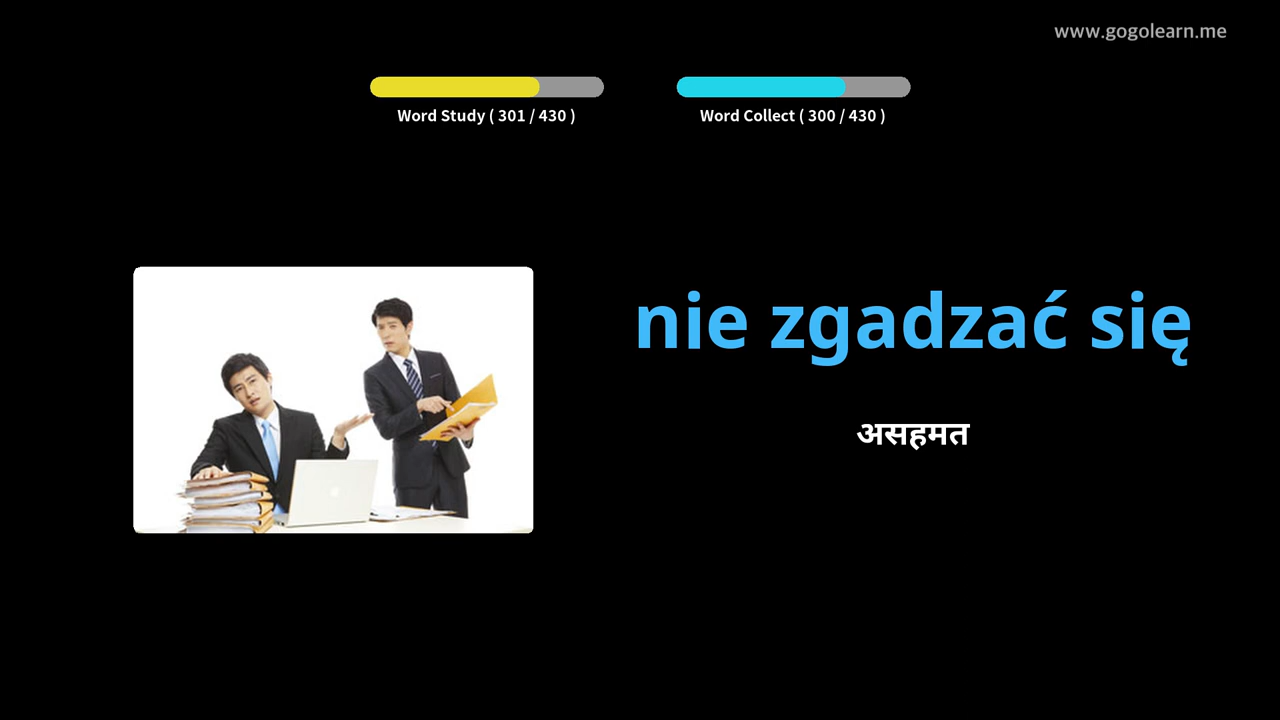 www.gogolearn.me
Word Study ( 301 / 430 )
Word Collect ( 300 / 430 )
nie zgadzać się
असहमत